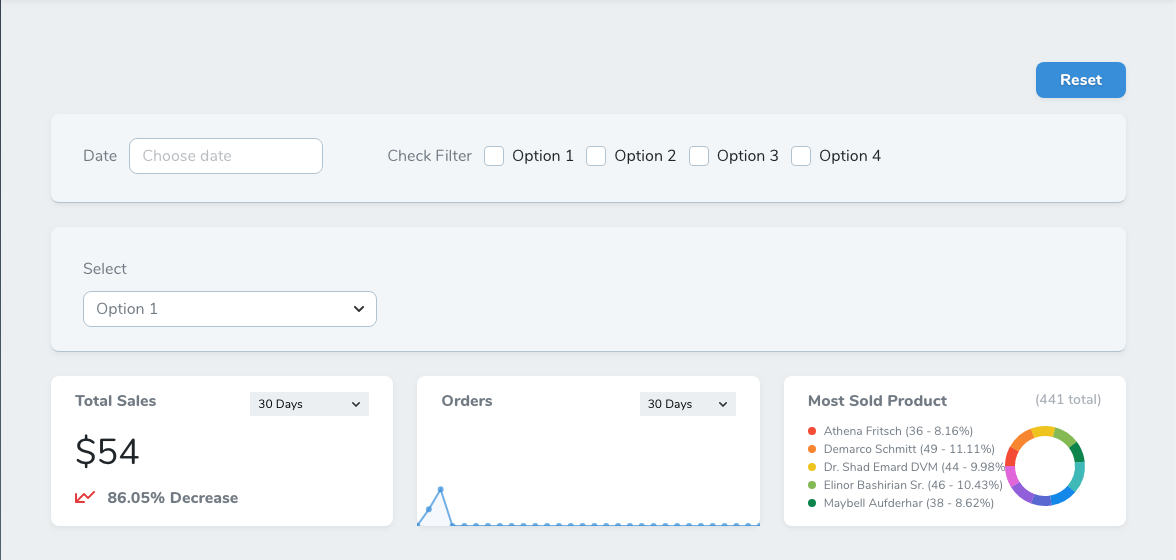 Reset
Date Choose date Check Filter Option 1 Option 2 Option 3 Option 4
Select
Option 1
Total Sales 30 Days
$54
86.05% Decrease
Orders 30 Days
Most Sold Product (441 total)
Athena Fritsch (36 - 8.16%)
Demarco Schmitt (49 - 11.11%)
Dr. Shad Emard DVM (44 - 9.98%
Elinor Bashirian Sr. (46 - 10.43%)
Maybell Aufderhar (38 - 8.62%)